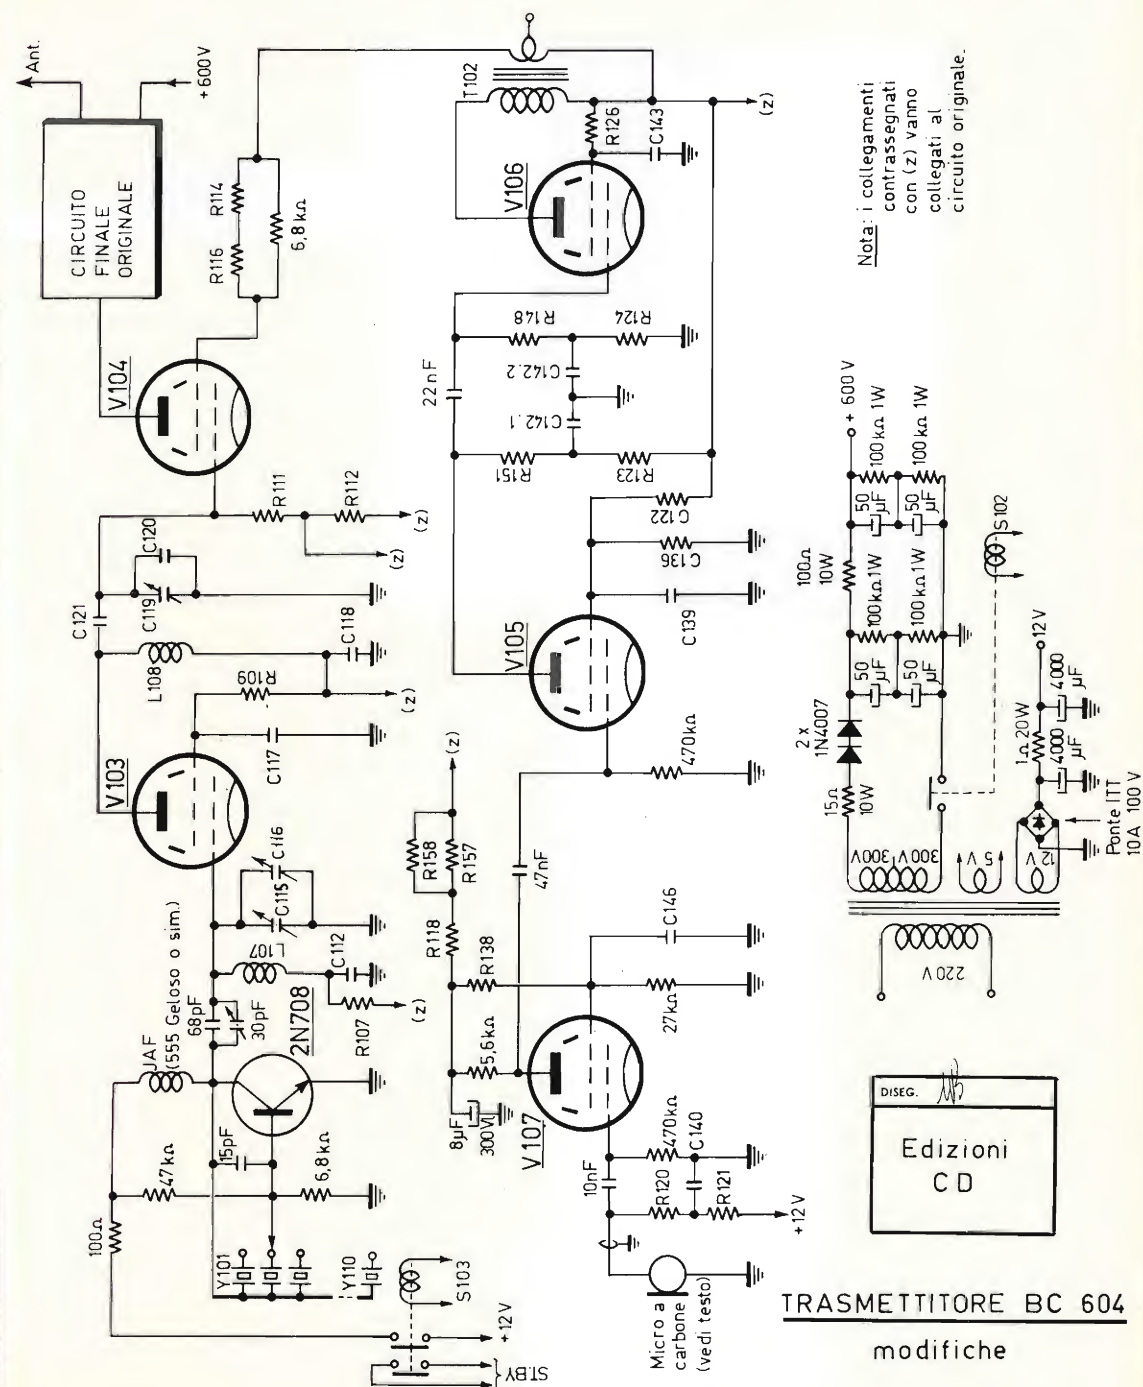 Ant.
+600V
CIRCUITO
FINALE
ORIGINALE
R114
R116
6,8kΩ
V104
T102
R126
C143
(z)
V106
Nota: i collegamenti
contrassegnati
con (z) vanno
collegati al
circuito originale.
C121
C120
C119
L108
R109
C118
(z)
R111
R112
(z)
(z)
V103
C117
22nF
R148
R124
C142.2
C142.1
R151
R123
C122
C136
C139
V105
470kΩ
47nF
(z)
R158
R157
R118
R138
C146
27kΩ
5,6kΩ
8μF
300Vl
V107
JAF
(555 Geloso o sim.)
68pF
30pF
2N708
L107
C116
C115
C112
R107
(z)
15pF
47kΩ
6,8kΩ
100Ω
Y101
Y110
S103
+12V
ST.BY
10nF
470kΩ
C140
R120
R121
+12V
Micro a
carbone
(vedi testo)
+600V
100kΩ 1W
100kΩ 1W
50
μF
50
μF
100Ω
10W
100kΩ1W
100kΩ1W
50
μF
50
μF
2x
1N4007
15Ω
10W
300V
300V
5V
12V
220V
S102
12V
1Ω 20W
4000
μF
4000
μF
Ponte ITT
10A 100V
DISEG.
Edizioni
CD
TRASMETTITORE BC 604
modifiche